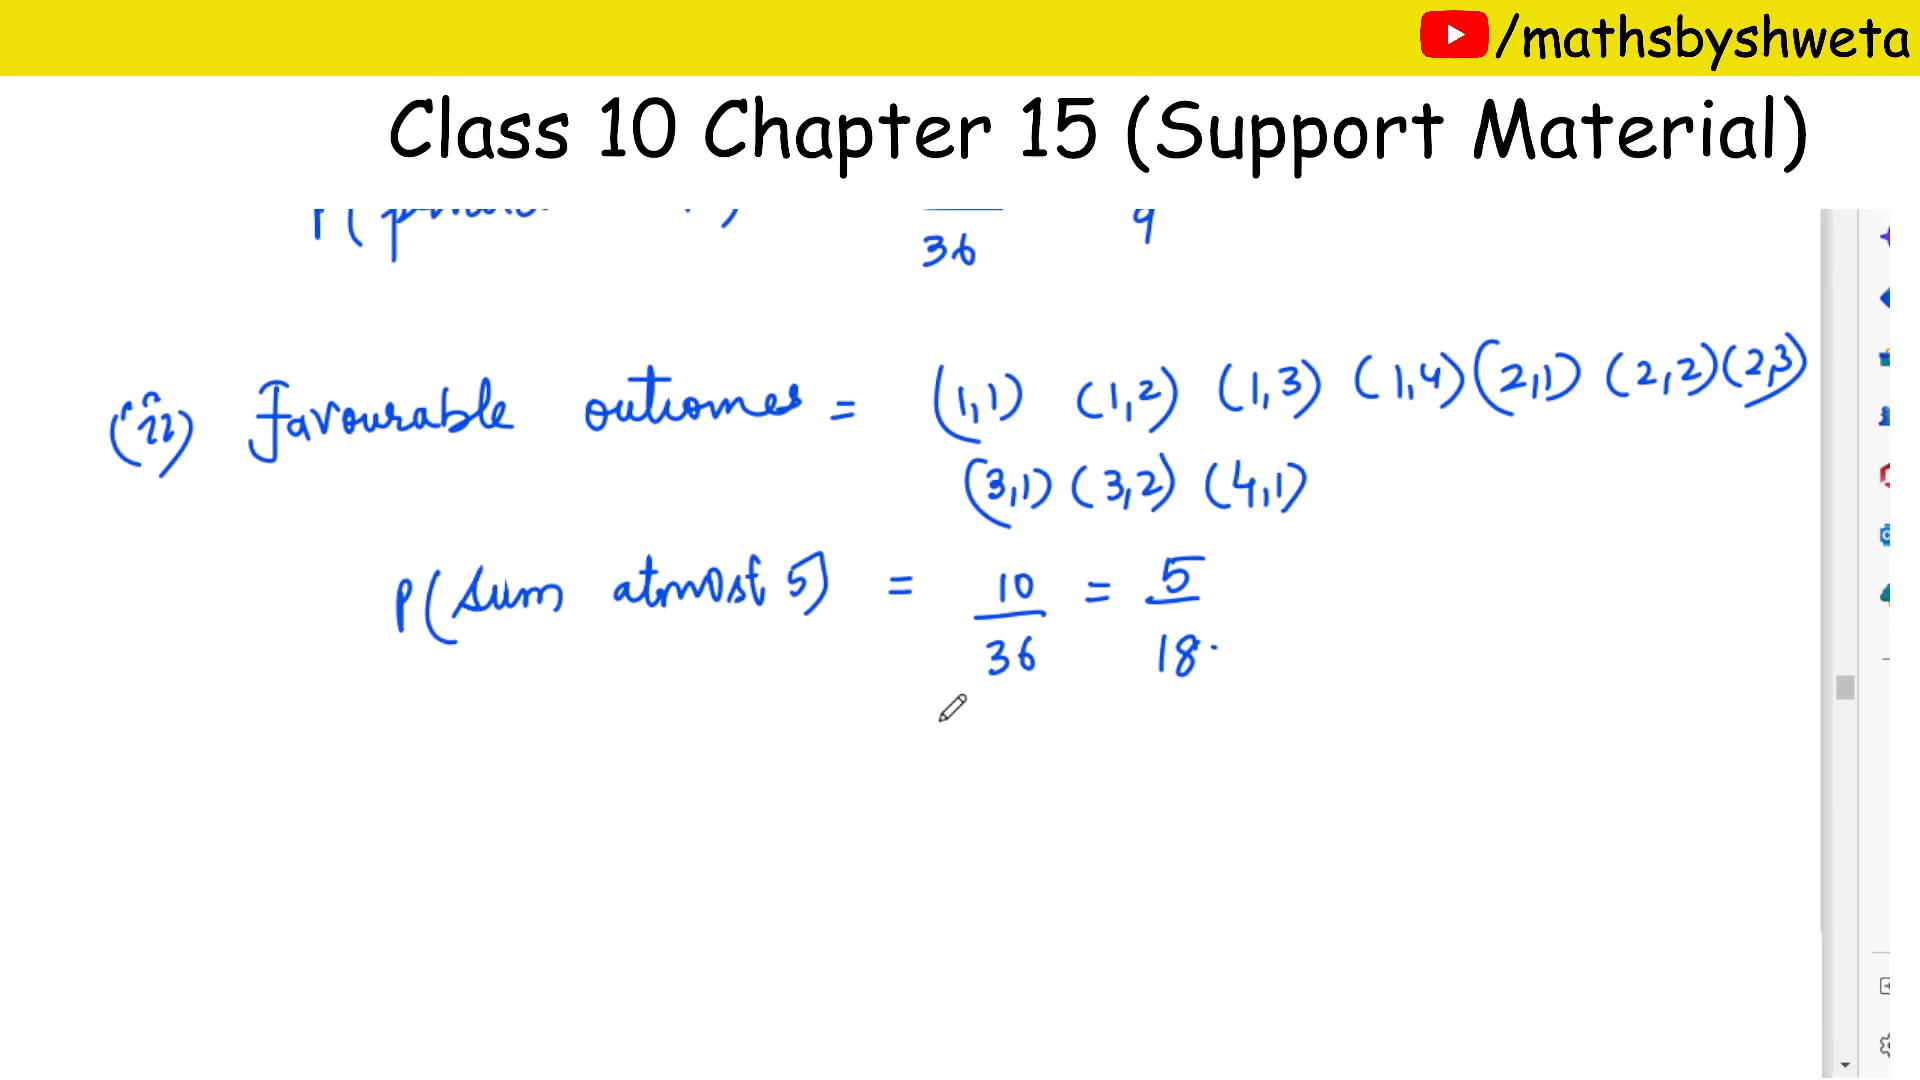 /mathsbyshweta
Class 10 Chapter 15 (Support Material)
36 9
(ii) Favourable outcomes = (1,1) (1,2) (1,3) (1,4) (2,1) (2,2) (2,3)
(3,1) (3,2) (4,1)
P(Sum atmost 5) = 10/36 = 5/18.